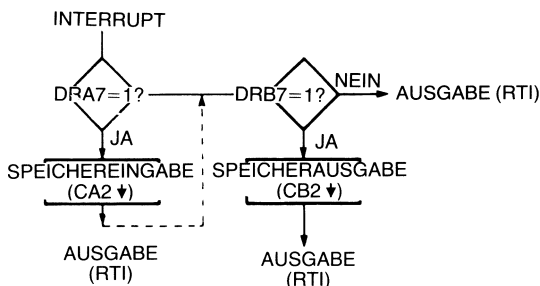 INTERRUPT
DRA7=1?
DRB7=1?
NEIN
AUSGABE (RTI)
JA
JA
SPEICHEREINGABE
(CA2 ↓)
SPEICHERAUSGABE
(CB2 ↓)
AUSGABE
(RTI)
AUSGABE
(RTI)